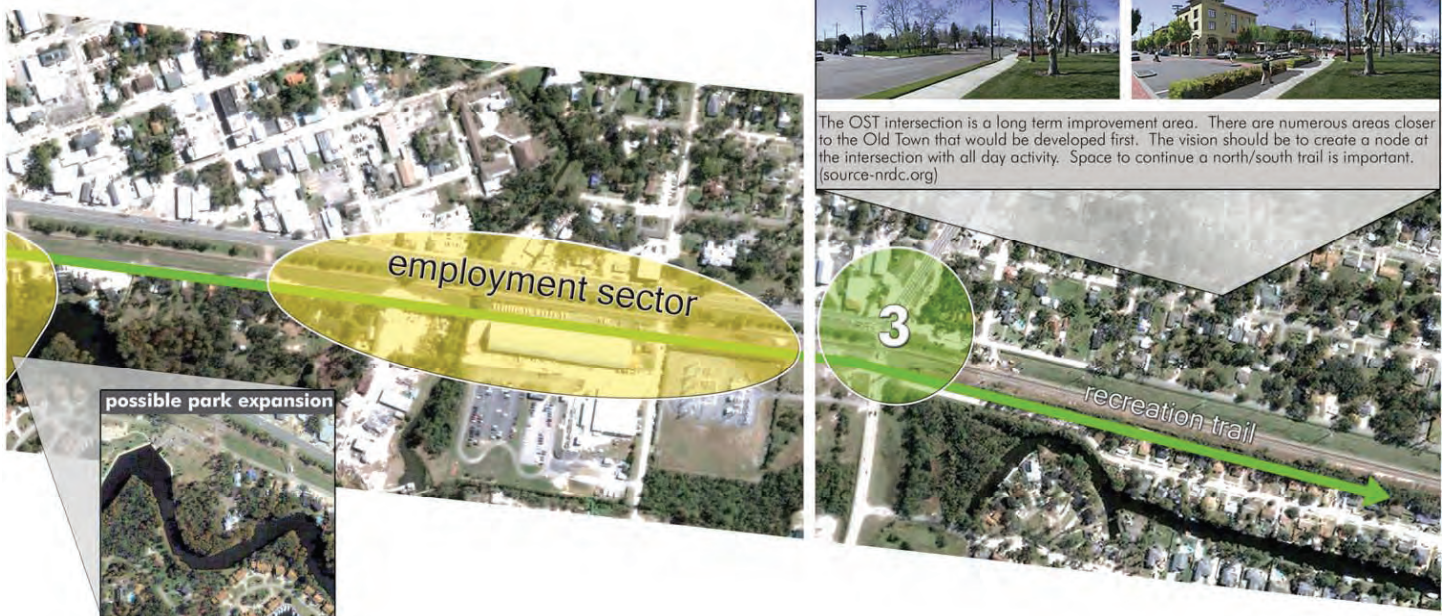 The OST intersection is a long term improvement area. There are numerous areas closer
to the Old Town that would be developed first. The vision should be to create a node at
the intersection with all day activity. Space to continue a north/south trail is important.
(source-nrdc.org)
employment sector
3
recreation trail
possible park expansion